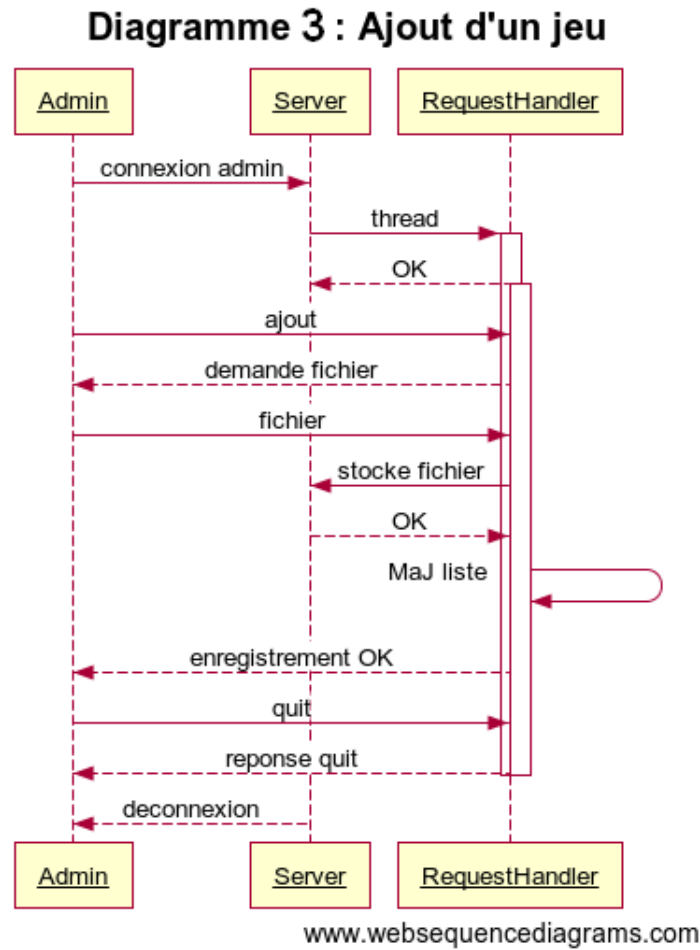 Diagramme 3 : Ajout d'un jeu
Admin
Server
RequestHandler
connexion admin
thread
OK
ajout
demande fichier
fichier
stocke fichier
OK
MaJ liste
enregistrement OK
quit
reponse quit
deconnexion
Admin
Server
RequestHandler
www.websequencediagrams.com